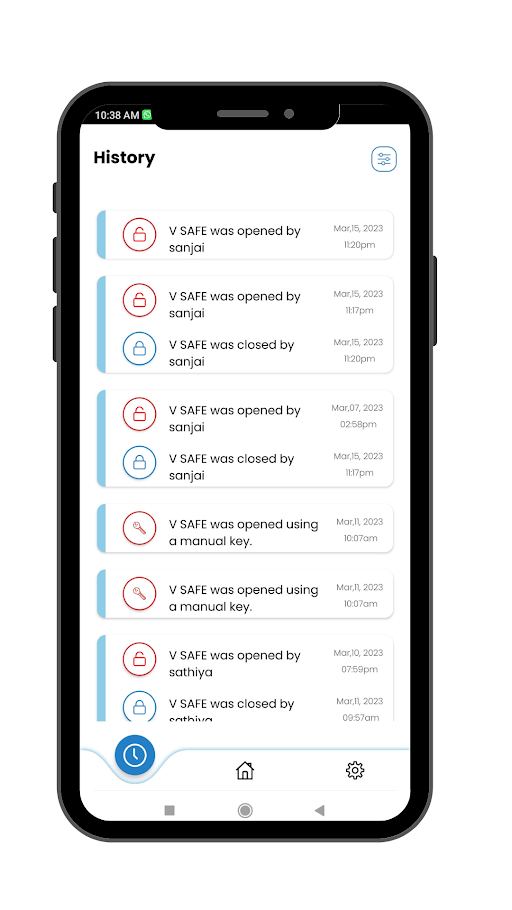 10:38 AM
History
V SAFE was opened by
sanjai
Mar,15, 2023
11:20pm
V SAFE was opened by
sanjai
Mar,15, 2023
11:17pm
V SAFE was closed by
sanjai
Mar,15, 2023
11:20pm
V SAFE was opened by
sanjai
Mar,07, 2023
02:58pm
V SAFE was closed by
sanjai
Mar,15, 2023
11:17pm
V SAFE was opened using
a manual key.
Mar,11, 2023
10:07am
V SAFE was opened using
a manual key.
Mar,11, 2023
10:07am
V SAFE was opened by
sathiya
Mar,10, 2023
07:59pm
V SAFE was closed by
sathiya
Mar,11, 2023
09:57am